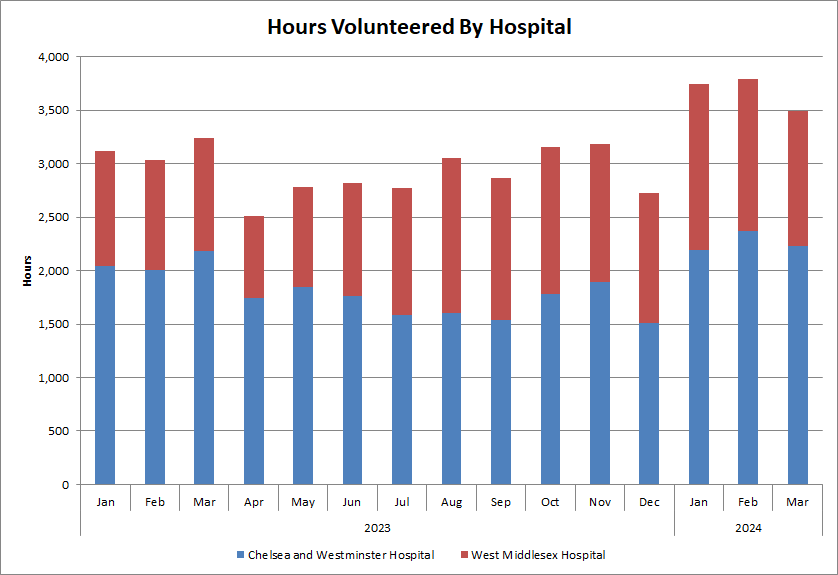 Hours Volunteered By Hospital
4,000
3,500
3,000
2,500
2,000
1,500
1,000
500
0
Hours
Jan Feb Mar Apr May Jun Jul Aug Sep Oct Nov Dec Jan Feb Mar
2023 2024
Chelsea and Westminster Hospital West Middlesex Hospital